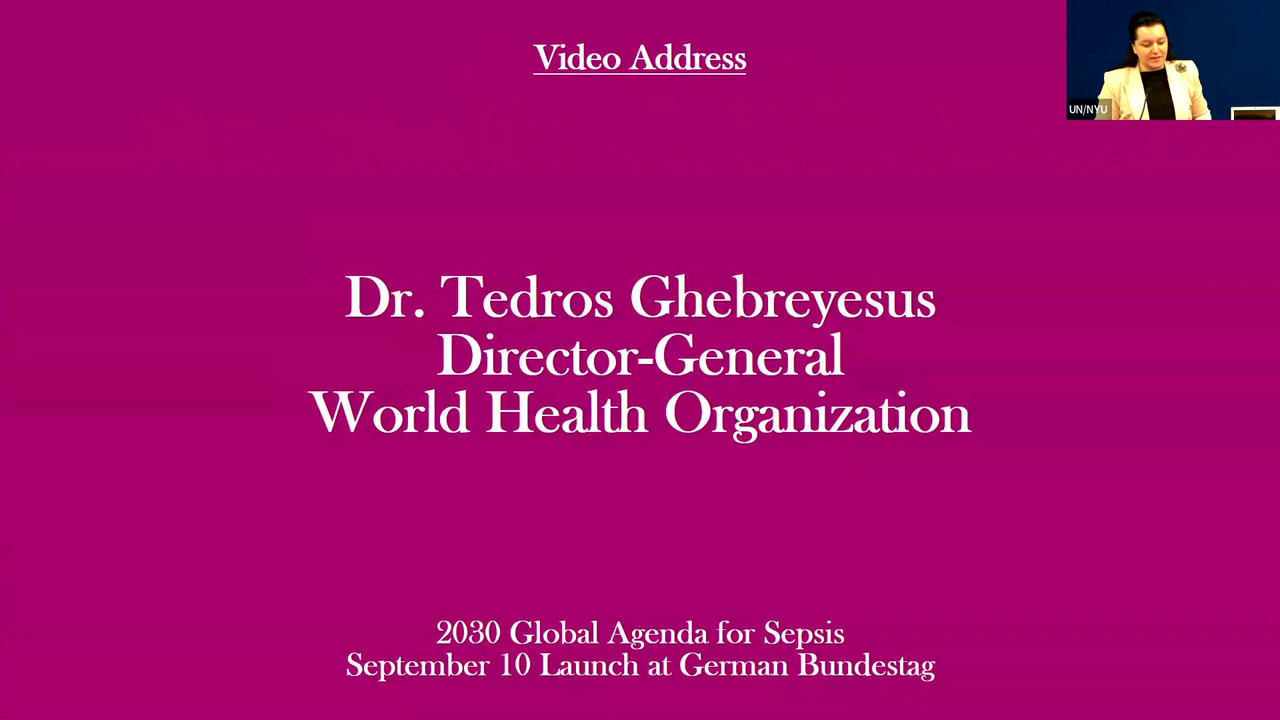 Video Address
UN/NYU
Dr. Tedros Ghebreyesus
Director-General
World Health Organization
2030 Global Agenda for Sepsis
September 10 Launch at German Bundestag